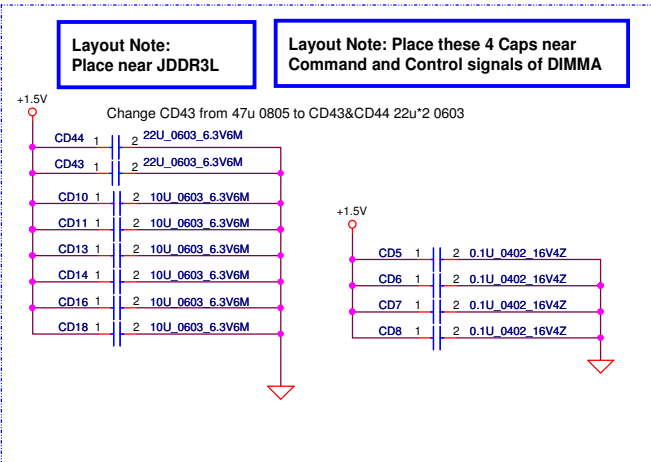 Layout Note:
Place near JDDR3L
Layout Note: Place these 4 Caps near
Command and Control signals of DIMMA
+1.5V
Change CD43 from 47u 0805 to CD43&CD44 22u*2 0603
CD44 1 2 22U_0603_6.3V6M
CD43 1 2 22U_0603_6.3V6M
CD10 1 2 10U_0603_6.3V6M
CD11 1 2 10U_0603_6.3V6M
CD13 1 2 10U_0603_6.3V6M
CD14 1 2 10U_0603_6.3V6M
CD16 1 2 10U_0603_6.3V6M
CD18 1 2 10U_0603_6.3V6M
+1.5V
CD5 1 2 0.1U_0402_16V4Z
CD6 1 2 0.1U_0402_16V4Z
CD7 1 2 0.1U_0402_16V4Z
CD8 1 2 0.1U_0402_16V4Z